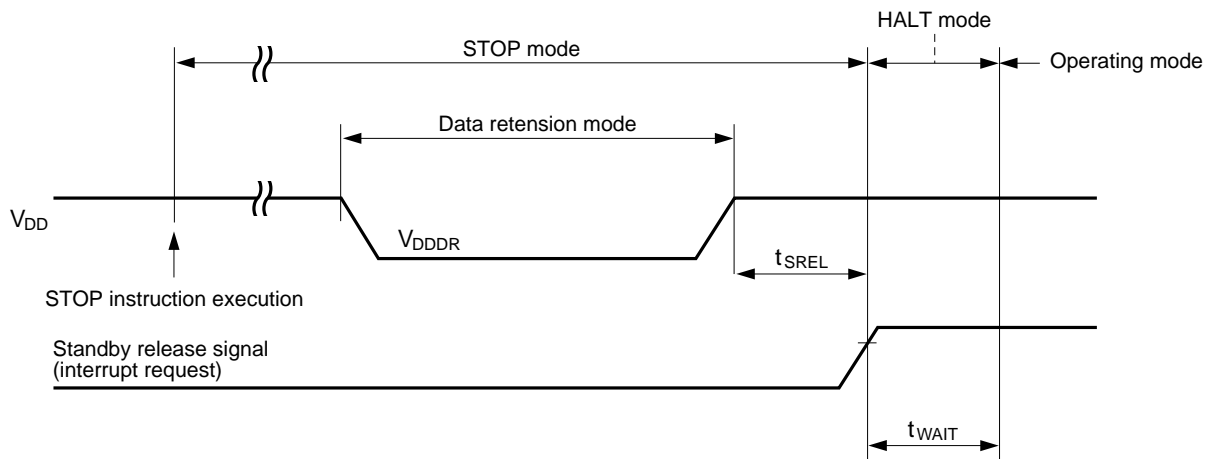 HALT mode
STOP mode
Operating mode
Data retension mode
VDD
VDDDR
tSREL
STOP instruction execution
Standby release signal
(interrupt request)
tWAIT